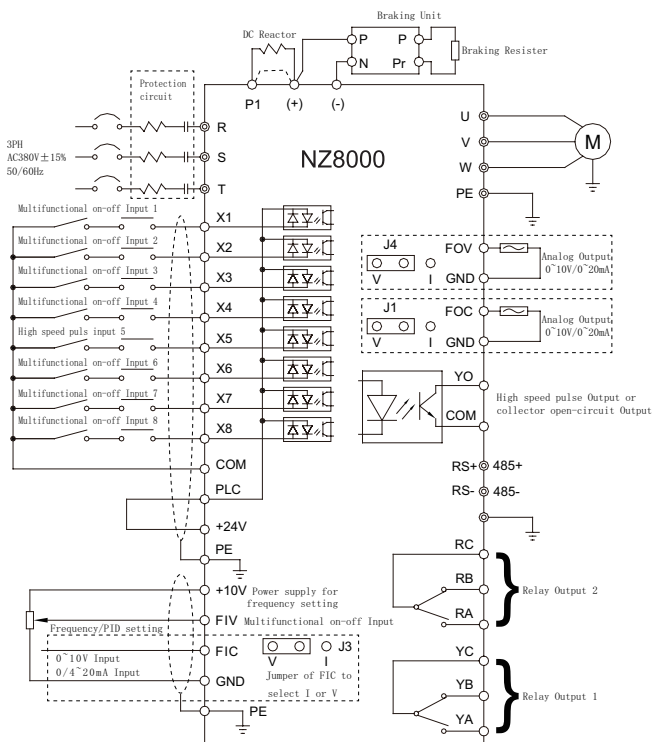 Braking Unit
DC Reactor
P P
N Pr
Braking Resister
Protection
circuit
P1 (+) (-)
3PH
AC380V±15%
50/60Hz
R
S
T
NZ8000
U
V
W
PE
M
Multifunctional on-off Input 1
X1
Multifunctional on-off Input 2
X2
Multifunctional on-off Input 3
X3
Multifunctional on-off Input 4
X4
High speed puls input 5
X5
Multifunctional on-off Input 6
X6
Multifunctional on-off Input 7
X7
Multifunctional on-off Input 8
X8
COM
PLC
+24V
PE
J4
V I
FOV
GND
Analog Output
0~10V/0~20mA
J1
V I
FOC
GND
Analog Output
0~10V/0~20mA
YO
COM
High speed pulse Output or
collector open-circuit Output
RS+ 485+
RS- 485-
RC
RB
RA
Relay Output 2
YC
YB
YA
Relay Output 1
+10V Power supply for
frequency setting
FIV Multifunctional on-off Input
Frequency/PID setting
FIC
0~10V Input
0/4~20mA Input
GND
J3
V I
Jumper of FIC to
select I or V
PE